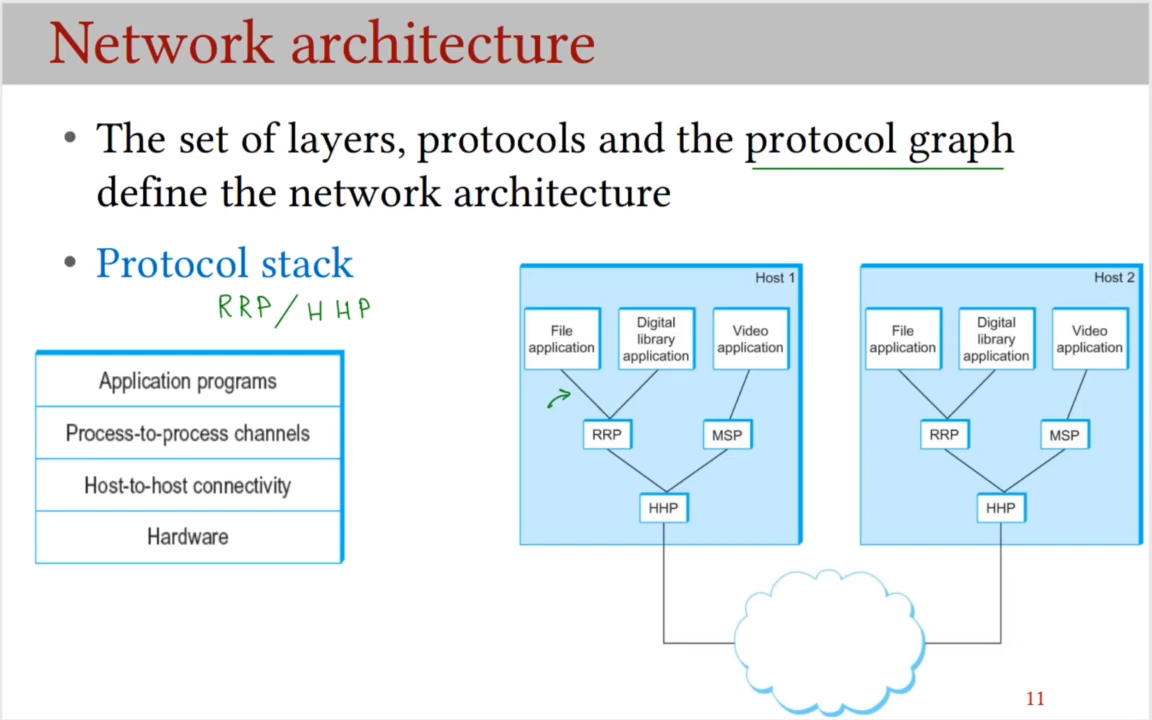 Network architecture
• The set of layers, protocols and the protocol graph
define the network architecture
• Protocol stack
RRP/HHP
Application programs
Process-to-process channels
Host-to-host connectivity
Hardware
Host 1
File
application
Digital
library
application
Video
application
RRP
MSP
HHP
Host 2
File
application
Digital
library
application
Video
application
RRP
MSP
HHP
11